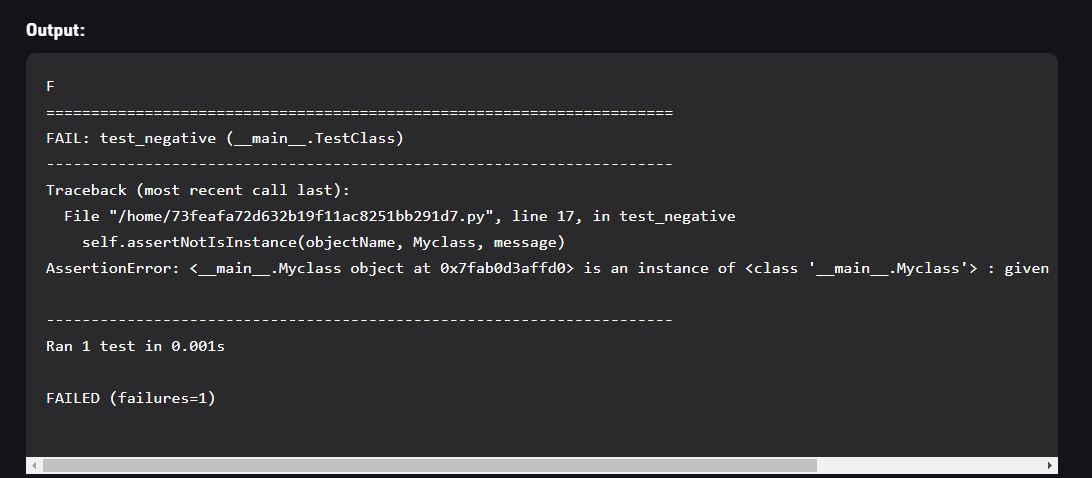 Output:
F
======================================================================
FAIL: test_negative (__main__.TestClass)
----------------------------------------------------------------------
Traceback (most recent call last):
  File "/home/73feafa72d632b19f11ac8251bb291d7.py", line 17, in test_negative
    self.assertNotIsInstance(objectName, Myclass, message)
AssertionError: <__main__.Myclass object at 0x7fab0d3affd0> is an instance of <class '__main__.Myclass'> : given
----------------------------------------------------------------------
Ran 1 test in 0.001s
FAILED (failures=1)